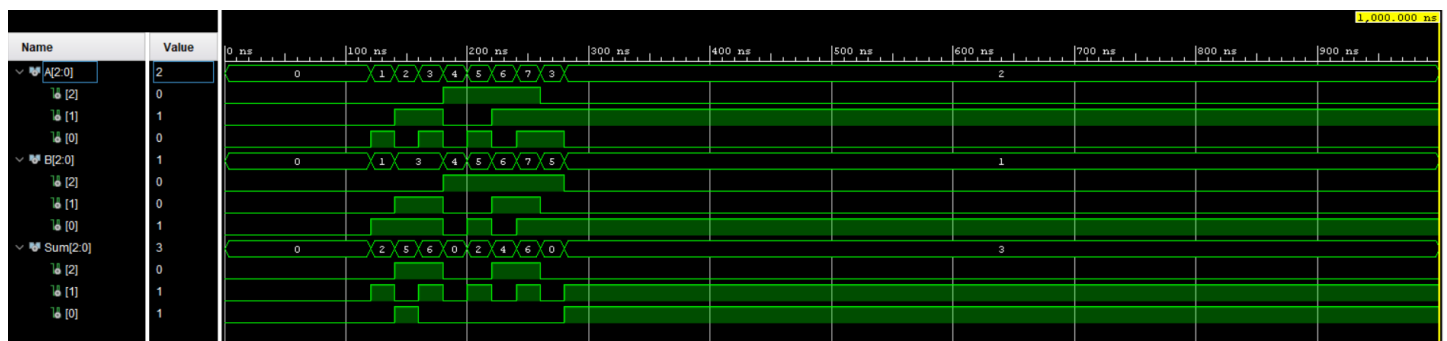 1,000.000 ns
Name Value 0 ns 100 ns 200 ns 300 ns 400 ns 500 ns 600 ns 700 ns 800 ns 900 ns
A[2:0] 2 0 1 2 3 4 5 6 7 3 2
[2] 0
[1] 1
[0] 0
B[2:0] 1 0 1 3 4 5 6 7 5 1
[2] 0
[1] 0
[0] 1
Sum[2:0] 3 0 2 5 6 0 2 4 6 0 3
[2] 0
[1] 1
[0] 1